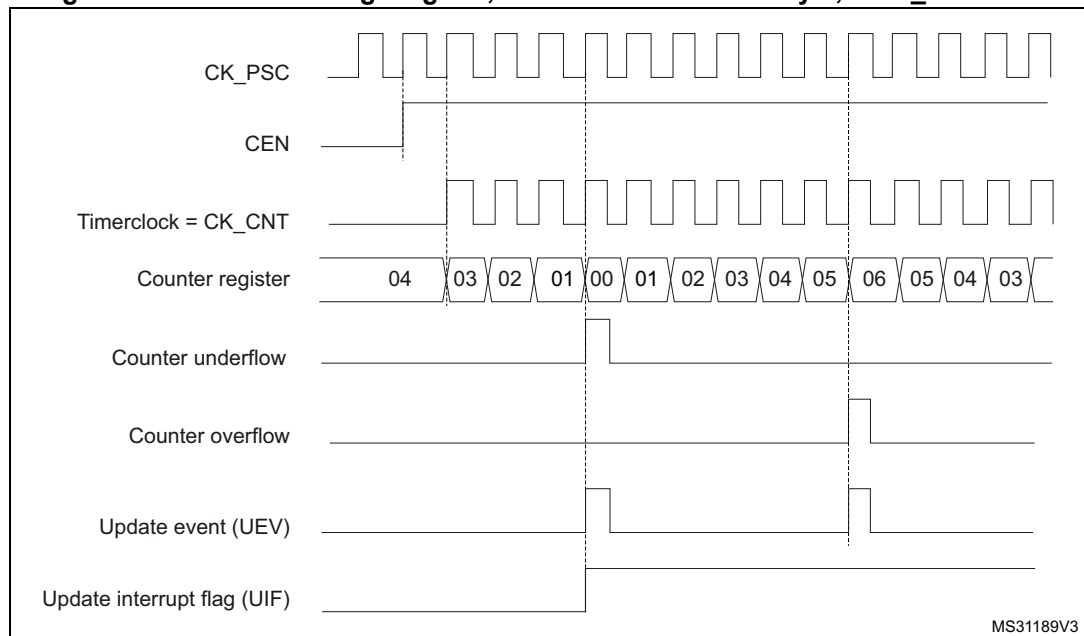 CK_PSC
CEN
Timerclock = CK_CNT
Counter register 04 03 02 01 00 01 02 03 04 05 06 05 04 03
Counter underflow
Counter overflow
Update event (UEV)
Update interrupt flag (UIF)
MS31189V3